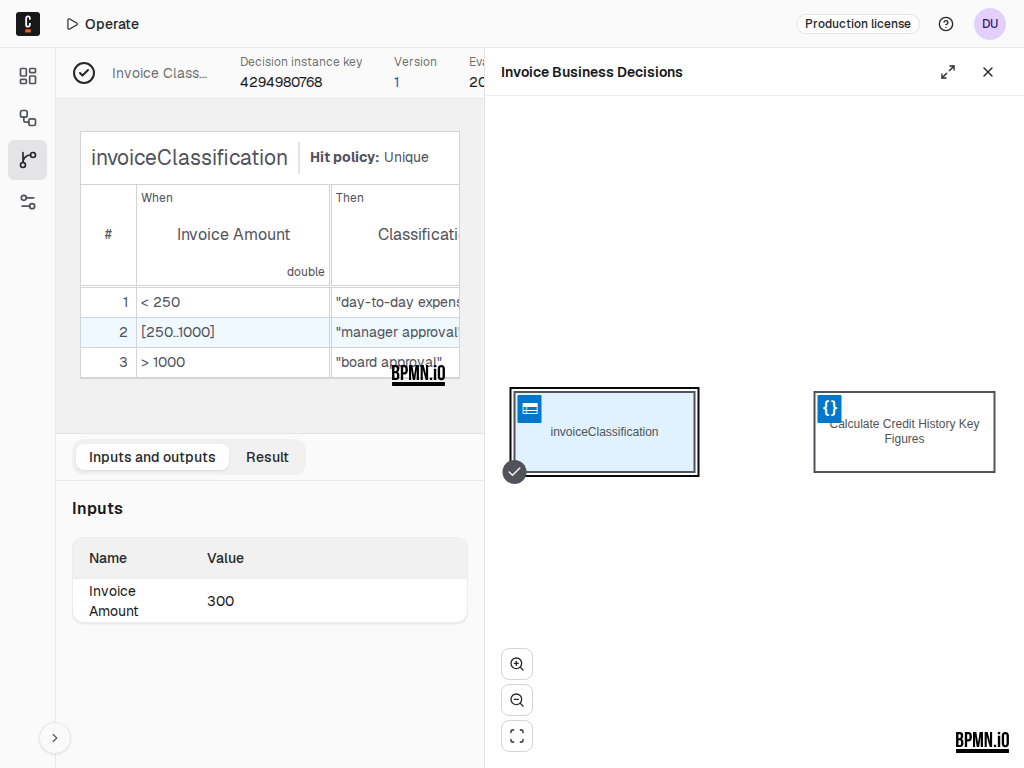 Operate
Production license
DU
Invoice Class...
Decision instance key
4294980768
Version
1
Eva
20
Invoice Business Decisions
invoiceClassification
Hit policy: Unique
When
Then
#
Invoice Amount
Classificati
double
1 < 250 "day-to-day expens
2 [250..1000] "manager approval"
3 > 1000 "board approval"
BPMN.iO
Inputs and outputs
Result
Inputs
Name Value
Invoice
Amount
300
invoiceClassification
{}
Calculate Credit History Key
Figures
BPMN.iO